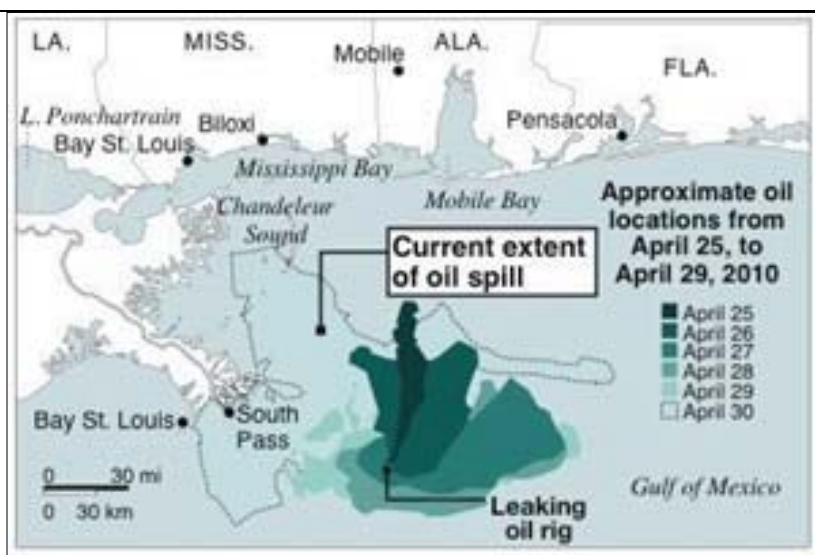 LA.
MISS.
Mobile
ALA.
FLA.
L. Ponchartrain
Bay St. Louis
Biloxi
Pensacola
Mississippi Bay
Chandeleur
Sound
Mobile Bay
Approximate oil
locations from
April 25, to
April 29, 2010
Current extent
of oil spill
April 25
April 26
April 27
April 28
April 29
April 30
Bay St. Louis
South
Pass
0 30 mi
0 30 km
Leaking
oil rig
Gulf of Mexico